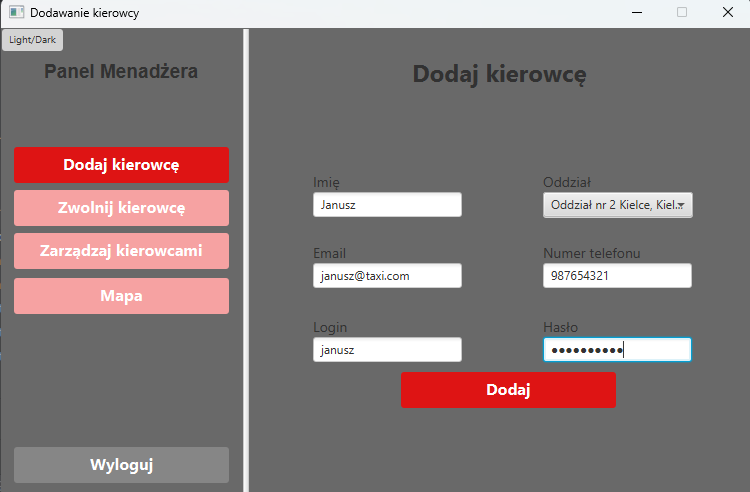 Dodawanie kierowcy
Light/Dark
Panel Menadżera
Dodaj kierowcę
Zwolnij kierowcę
Zarządzaj kierowcami
Mapa
Wyloguj
Dodaj kierowcę
Imię
Oddział
Janusz
Oddział nr 2 Kielce, Kiel...
Email
Numer telefonu
janusz@taxi.com
987654321
Login
Hasło
janusz
●●●●●●●●●●
Dodaj